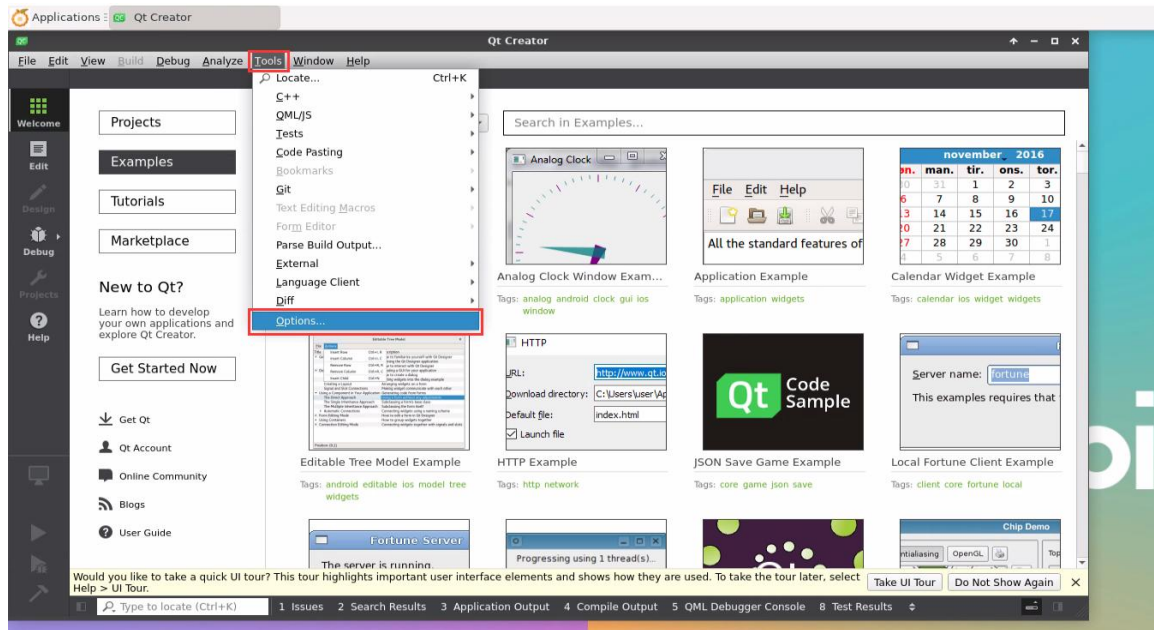 Applications
Qt Creator
Qt Creator
File Edit View Build Debug Analyze Tools Window Help
Locate... Ctrl+K
C++
QML/JS
Tests
Code Pasting
Bookmarks
Git
Text Editing Macros
Form Editor
Parse Build Output...
External
Language Client
Diff
Options...
Welcome
Edit
Design
Debug
Projects
Help
Projects
Examples
Tutorials
Marketplace
New to Qt?
Learn how to develop
your own applications and
explore Qt Creator.
Get Started Now
Get Qt
Qt Account
Online Community
Blogs
User Guide
Search in Examples...
Analog Clock
Analog Clock Window Exam...
Tags: analog android clock gui ios
window
File Edit Help
All the standard features of
Application Example
Tags: application widgets
november 2016
man. tir. ons. tor.
31 1 2 3
7 8 9 10
14 15 16 17
21 22 23 24
28 29 30 1
5 6 7 8
Calendar Widget Example
Tags: calendar ios widget widgets
Editable Tree Model Example
Tags: android editable ios model tree
widgets
HTTP
URL: http://www.qt.io
Download directory: C:\Users\user\Ap
Default file: index.html
Launch file
HTTP Example
Tags: http network
Qt Code
Sample
JSON Save Game Example
Tags: core game json save
Server name: fortune
This examples requires that
Local Fortune Client Example
Tags: client core fortune local
Fortune Server
The server is running.
Progressing using 1 thread(s)...
Chip Demo
OpenGL
Would you like to take a quick UI tour? This tour highlights important user interface elements and shows how they are used. To take the tour later, select
Help > UI Tour.
Take UI Tour
Do Not Show Again
Type to locate (Ctrl+K)
1 Issues 2 Search Results 3 Application Output 4 Compile Output 5 QML Debugger Console 8 Test Results